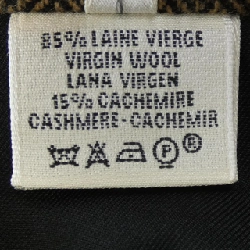 85% LAINE VIERGE
VIRGIN WOOL
LANA VIRGEN
15% CACHEMIRE
CASHMERE-CACHEMIR
P ®